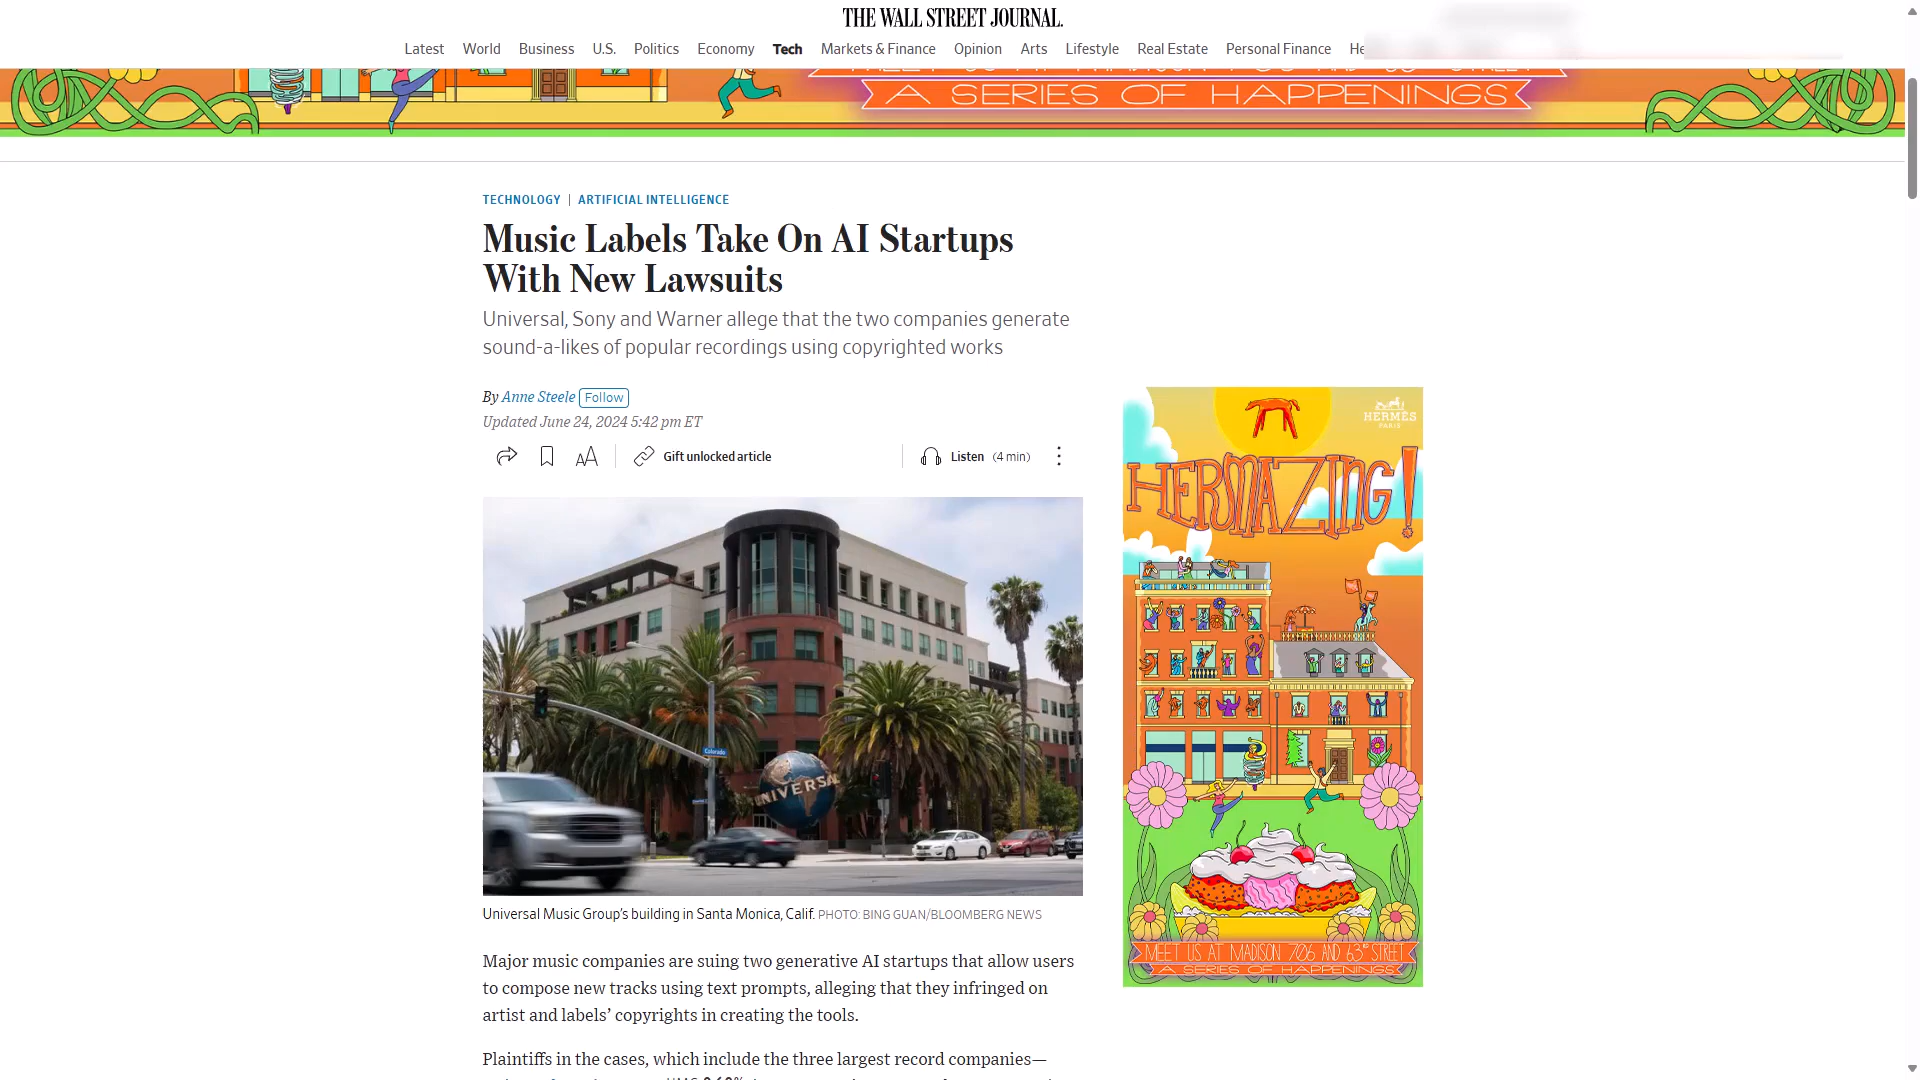 THE WALL STREET JOURNAL.
Latest World Business U.S. Politics Economy Tech Markets & Finance Opinion Arts Lifestyle Real Estate Personal Finance
A SERIES OF HAPPENINGS
TECHNOLOGY | ARTIFICIAL INTELLIGENCE
Music Labels Take On AI Startups
With New Lawsuits
Universal, Sony and Warner allege that the two companies generate
sound-a-likes of popular recordings using copyrighted works
By Anne Steele Follow
Updated June 24, 2024 5:42 pm ET
AA Gift unlocked article Listen (4 min)
Colorado
UNIVERSAL
Universal Music Group's building in Santa Monica, Calif. PHOTO: BING GUAN/BLOOMBERG NEWS
Major music companies are suing two generative AI startups that allow users
to compose new tracks using text prompts, alleging that they infringed on
artist and labels' copyrights in creating the tools.
Plaintiffs in the cases, which include the three largest record companies—
HERMÈS
PARIS
HERMAZING!
MEET US AT MADISON 706 AND 63RD STREET
A SERIES OF HAPPENINGS